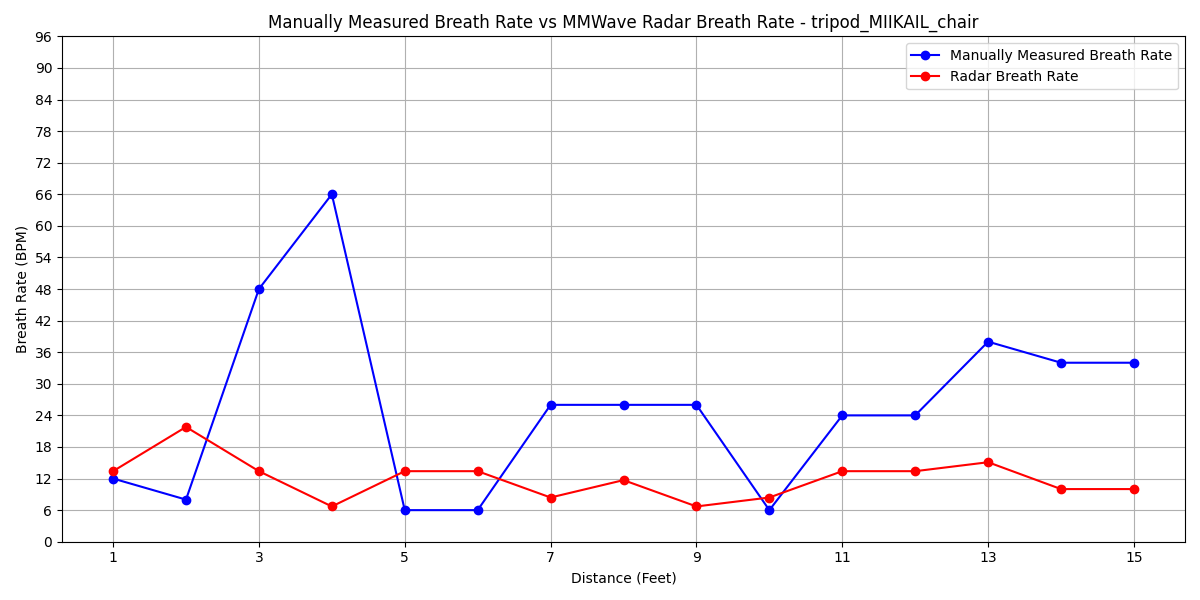 Manually Measured Breath Rate vs MMWave Radar Breath Rate - tripod_MIIKAIL_chair
96
90
84
78
72
66
60
54
48
42
36
30
24
18
12
6
0
Breath Rate (BPM)
Manually Measured Breath Rate
Radar Breath Rate
1 3 5 7 9 11 13 15
Distance (Feet)